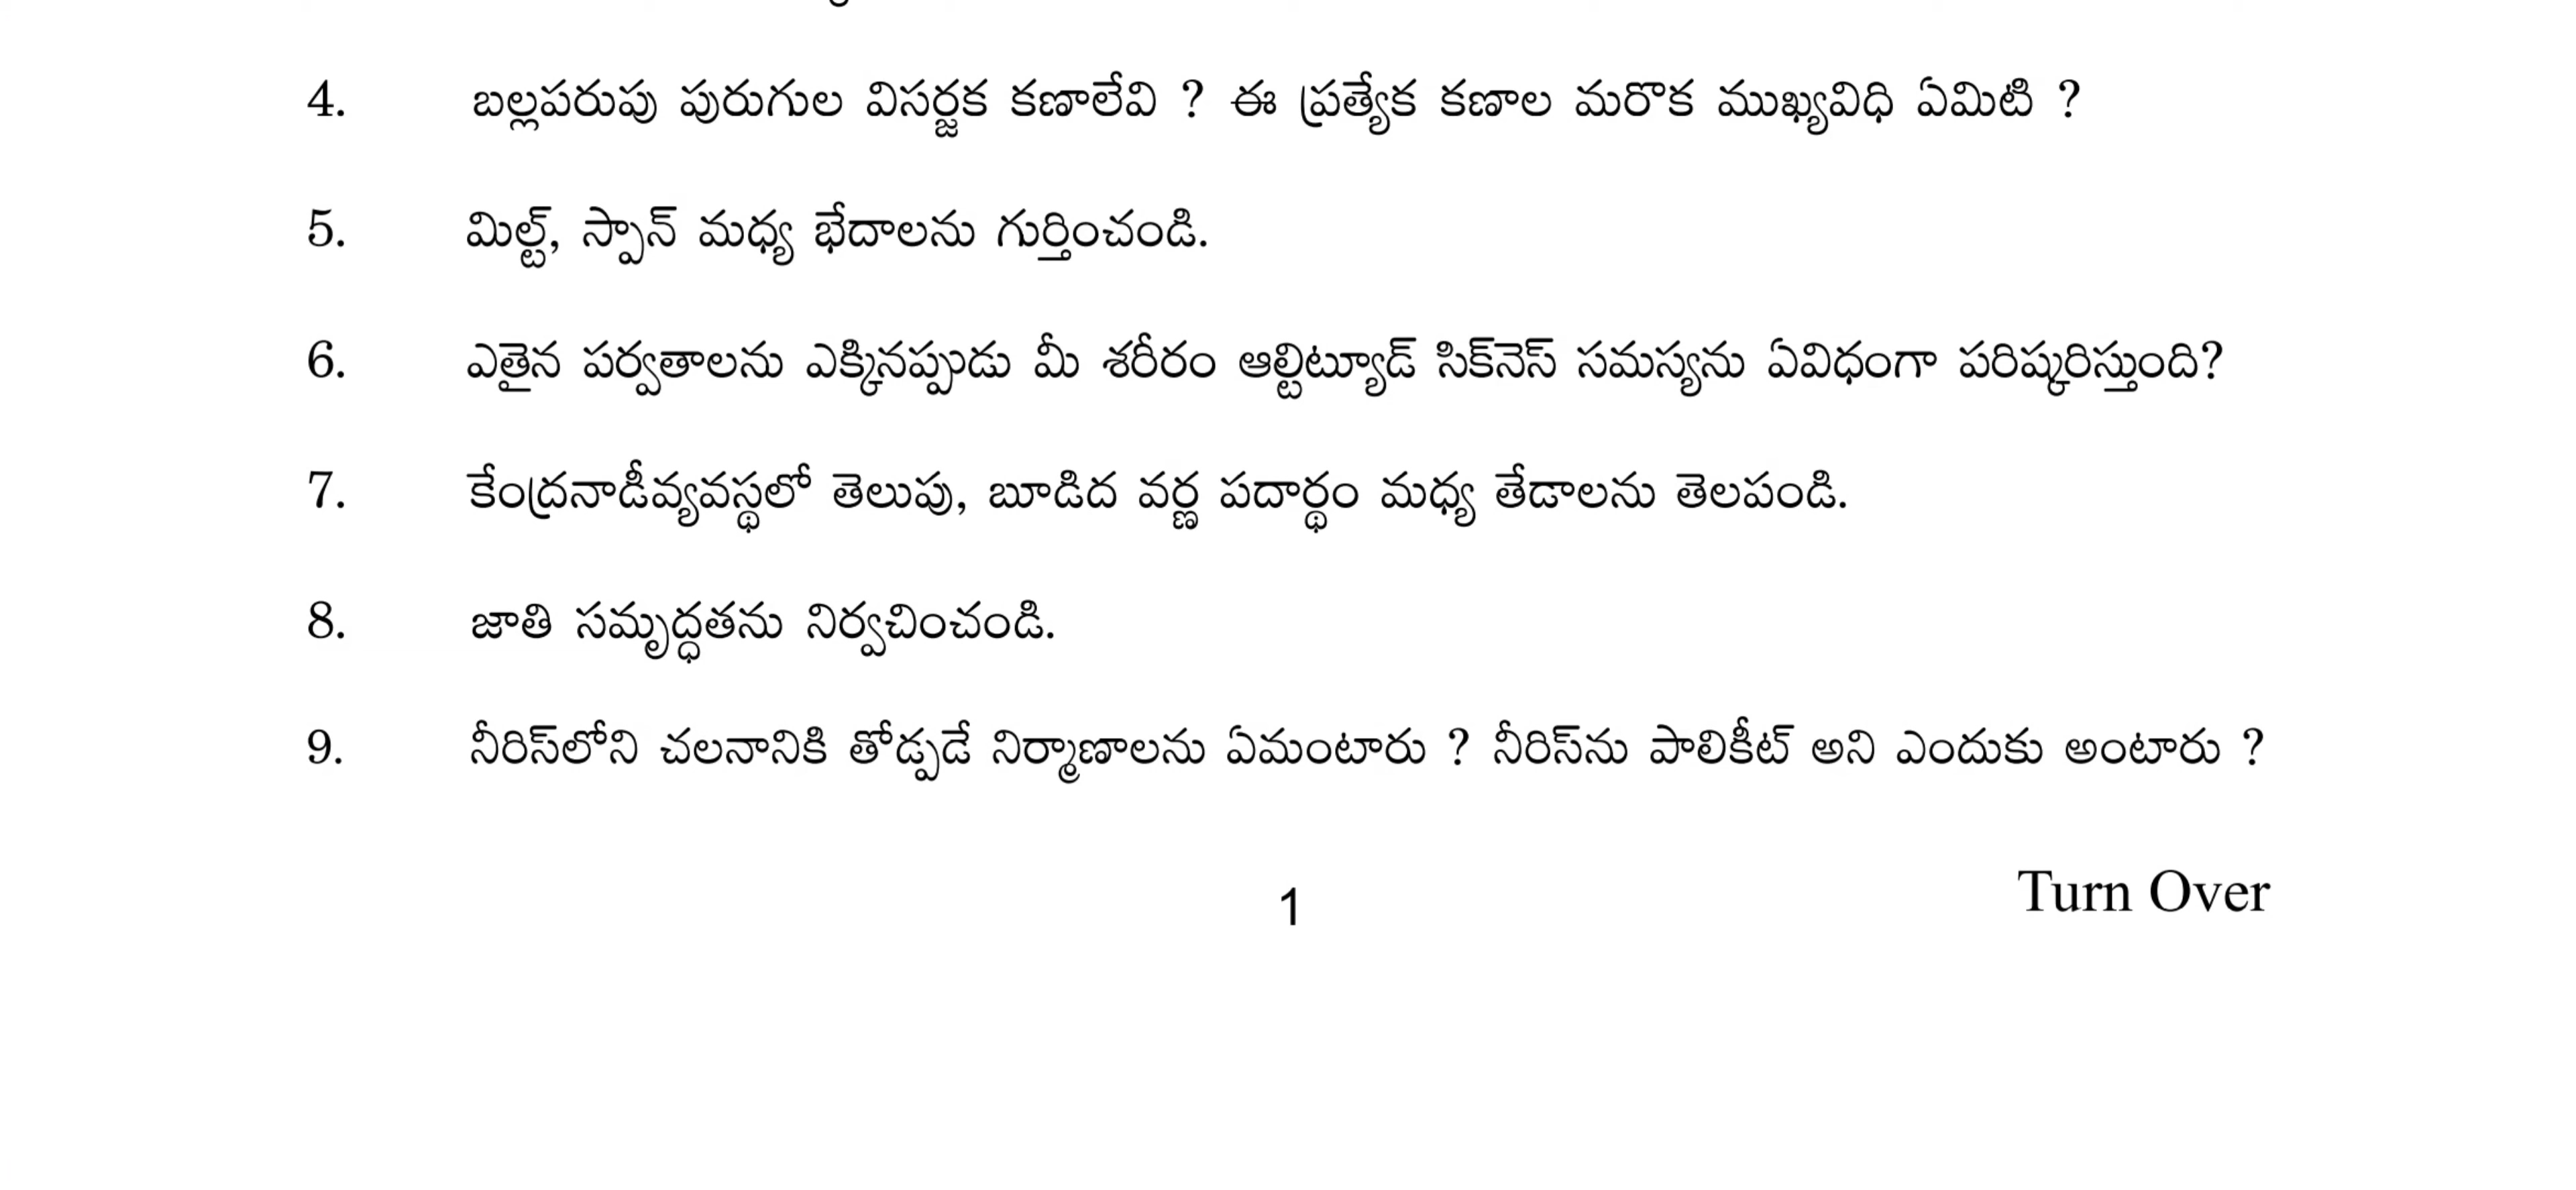 4. బల్లపరుపు పురుగుల విసర్జక కణాలేవి ? ఈ ప్రత్యేక కణాల మరొక ముఖ్యవిధి ఏమిటి ?
5. మిల్ట్, స్పాన్ మధ్య భేదాలను గుర్తించండి.
6. ఎతైన పర్వతాలను ఎక్కినప్పుడు మీ శరీరం ఆల్టిట్యూడ్ సిక్‌నెస్ సమస్యను ఏవిధంగా పరిష్కరిస్తుంది?
7. కేంద్రనాడీవ్యవస్థలో తెలుపు, బూడిద వర్ణ పదార్థం మధ్య తేడాలను తెలపండి.
8. జాతి సమృద్ధతను నిర్వచించండి.
9. నీరిస్‌లోని చలనానికి తోడ్పడే నిర్మాణాలను ఏమంటారు ? నీరిస్‌ను పాలికీట్ అని ఎందుకు అంటారు ?
1 Turn Over